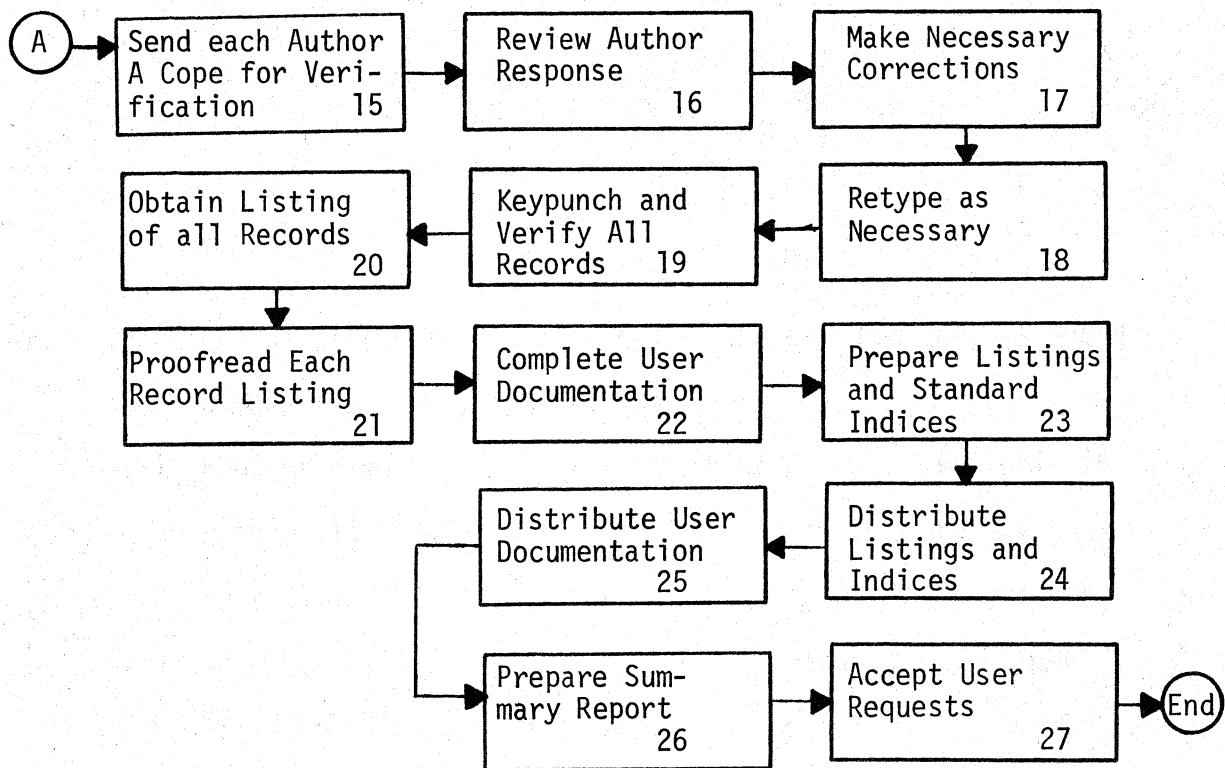 A
Send each Author
A Cope for Veri-
fication 15
Review Author
Response
16
Make Necessary
Corrections
17
Retype as
Necessary
18
Keypunch and
Verify All
Records 19
Obtain Listing
of all Records
20
Proofread Each
Record Listing
21
Complete User
Documentation
22
Prepare Listings
and Standard
Indices 23
Distribute
Listings and
Indices 24
Distribute User
Documentation
25
Prepare Sum-
mary Report
26
Accept User
Requests
27
End